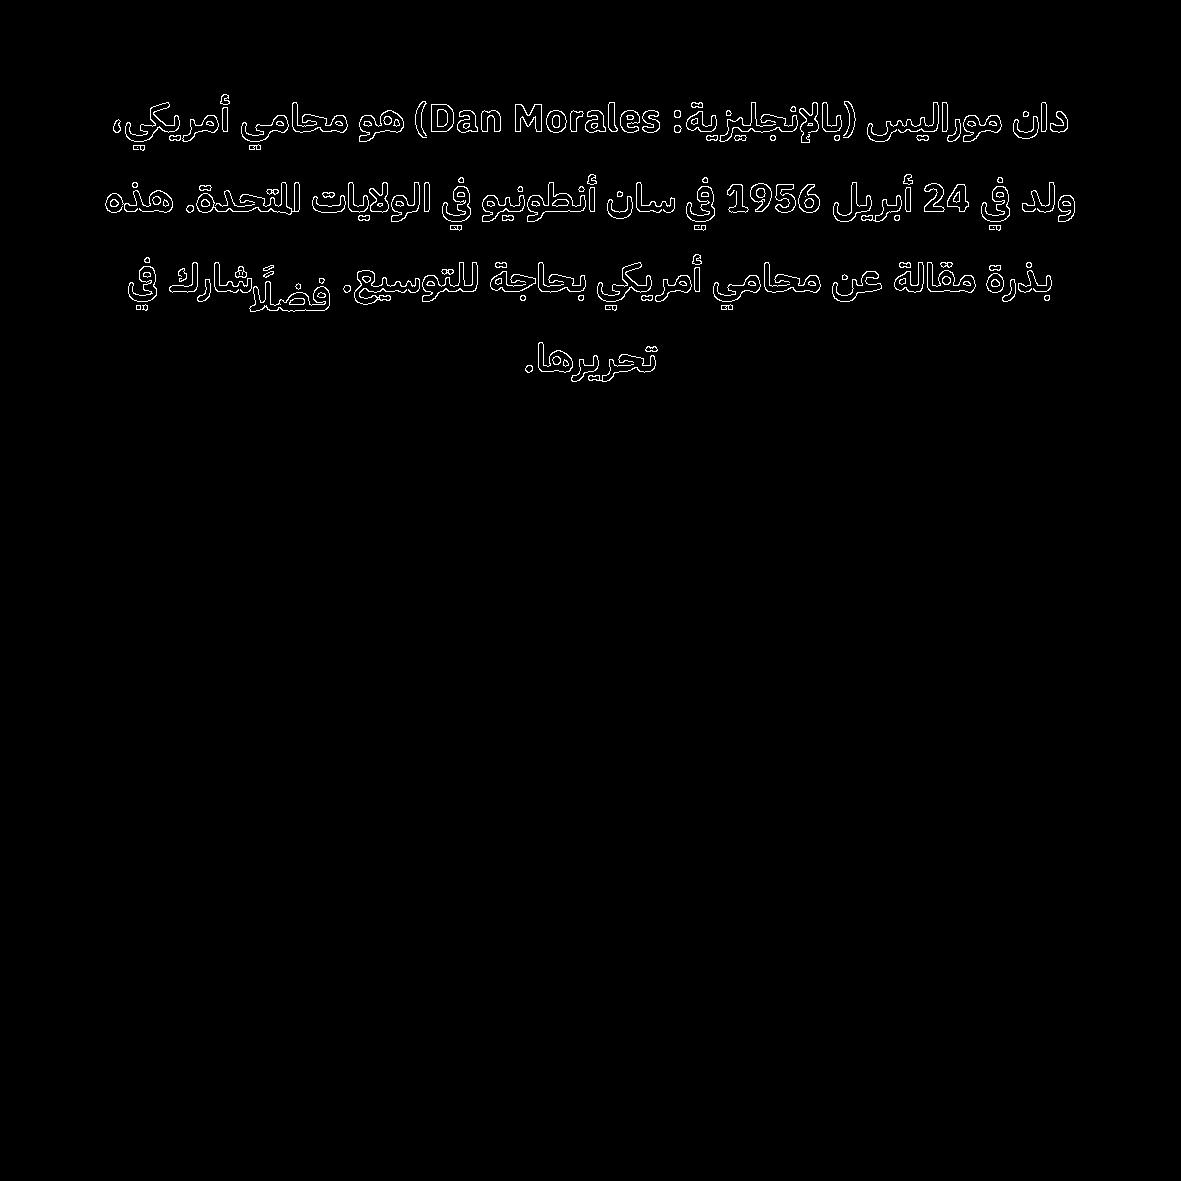 دان موراليس (بالإنجليزية: Dan Morales) هو محامي أمريكي،
ولد في 24 أبريل 1956 في سان أنطونيو في الولايات المتحدة. هذه
بذرة مقالة عن محامي أمريكي بحاجة للتوسيع. فضلًا شارك في
تحريرها.